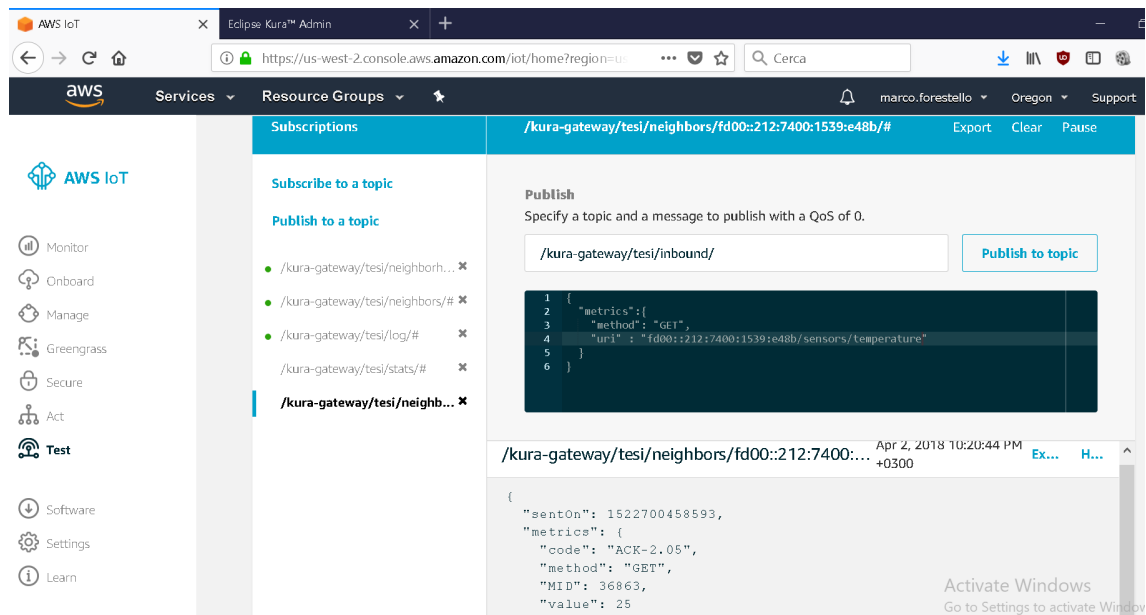 AWS IoT
Eclipse Kura™ Admin
https://us-west-2.console.aws.amazon.com/iot/home?region=us
Cerca
aws
Services
Resource Groups
marco.forestello
Oregon
Support
AWS IoT
Monitor
Onboard
Manage
Greengrass
Secure
Act
Test
Software
Settings
Learn
Subscriptions
Subscribe to a topic
Publish to a topic
/kura-gateway/tesi/neighborh...
/kura-gateway/tesi/neighbors/#
/kura-gateway/tesi/log/#
/kura-gateway/tesi/stats/#
/kura-gateway/tesi/neighb...
/kura-gateway/tesi/neighbors/fd00::212:7400:1539:e48b/#
Export Clear Pause
Publish
Specify a topic and a message to publish with a QoS of 0.
/kura-gateway/tesi/inbound/
Publish to topic
1 {
2 "metrics":[
3 "method": "GET",
4 "uri" : "fd00::212:7400:1539:e48b/sensors/temperature"
5 }
6 }
/kura-gateway/tesi/neighbors/fd00::212:7400:...
Apr 2, 2018 10:20:44 PM
+0300
Ex... H...
{
"sentOn": 1522700458593,
"metrics": {
"code": "ACK-2.05",
"method": "GET",
"MID": 36863,
"value": 25
Activate Windows
Go to Settings to activate Window